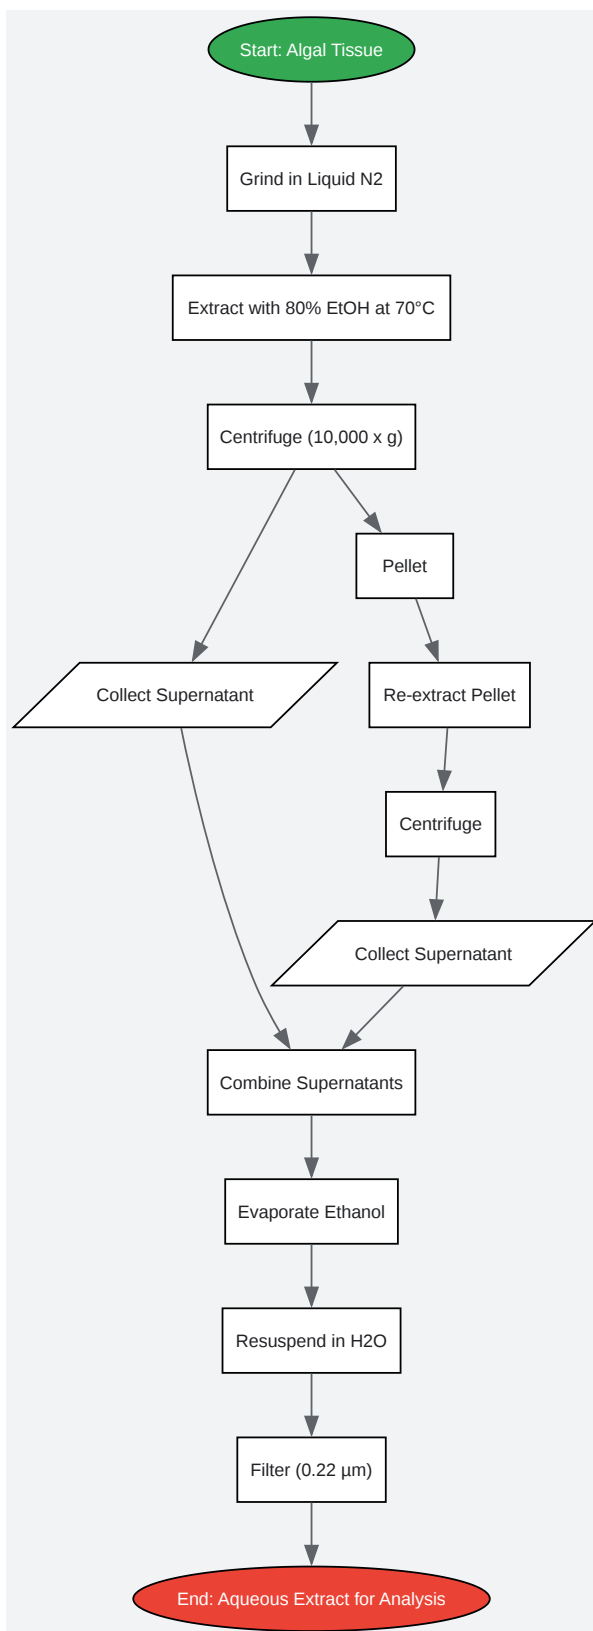 Start: Algal Tissue
Grind in Liquid N2
Extract with 80% EtOH at 70°C
Centrifuge (10,000 x g)
Pellet
Collect Supernatant
Re-extract Pellet
Centrifuge
Collect Supernatant
Combine Supernatants
Evaporate Ethanol
Resuspend in H2O
Filter (0.22 µm)
End: Aqueous Extract for Analysis